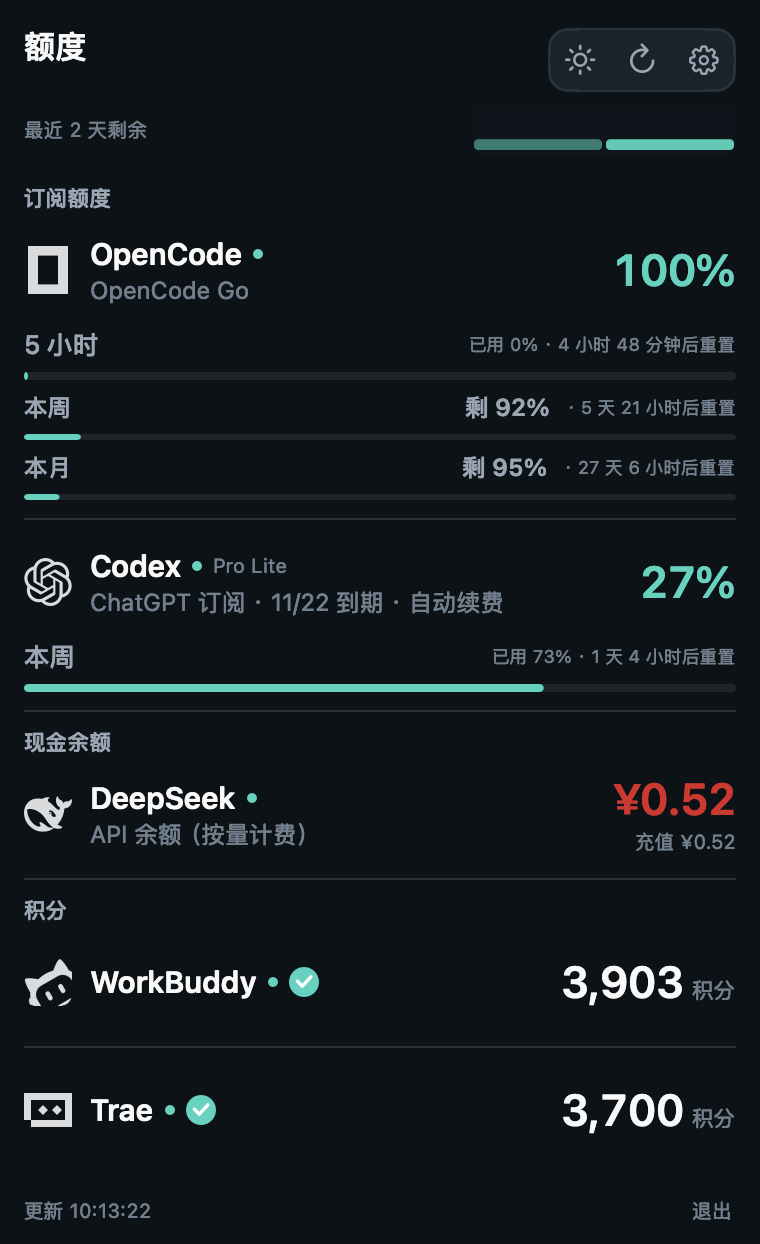 额度
最近 2 天剩余
订阅额度
OpenCode
OpenCode Go
100%
5 小时
已用 0% · 4 小时 48 分钟后重置
本周
剩 92% · 5 天 21 小时后重置
本月
剩 95% · 27 天 6 小时后重置
Codex Pro Lite
ChatGPT 订阅 · 11/22 到期 · 自动续费
27%
本周
已用 73% · 1 天 4 小时后重置
现金余额
DeepSeek
API 余额（按量计费）
¥0.52
充值 ¥0.52
积分
WorkBuddy
3,903 积分
Trae
3,700 积分
更新 10:13:22
退出